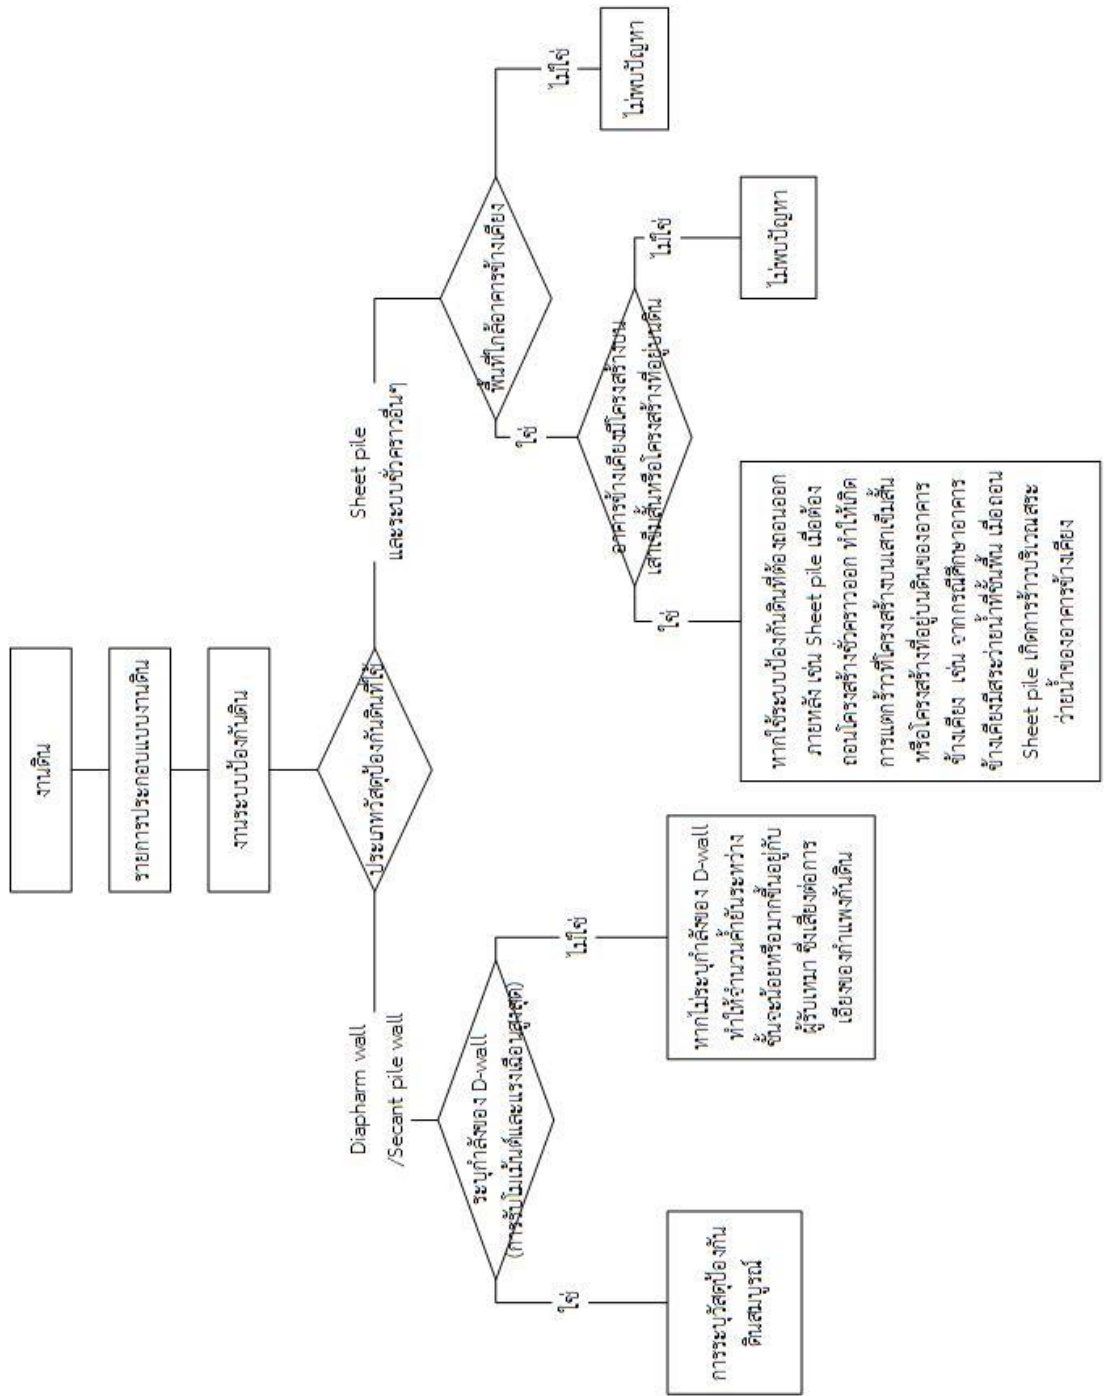 งานดิน
รายการประกอบแบบงานดิน
งานระบบป้องกันดิน
ประเภทวัสดุป้องกันดินที่ใช้
Diapharm wall
/Secant pile wall
ระบุกำลังของ D-wall
(การรับโมเม้นต์และแรงเฉือนสูงสุด)
ใช่
การระบุวัสดุป้องกัน
ดินสมบูรณ์
ไม่ใช่
หากไม่ระบุกำลังของ D-wall
ทำให้จำนวนค้ำยันระหว่าง
ชั้นจะน้อยหรือมากขึ้นอยู่กับ
ผู้รับเหมา ซึ่งเสี่ยงต่อการ
เอียงของกำแพงกันดิน
Sheet pile
และระบบชั่วคราวอื่นๆ
พื้นที่ใกล้อาคารข้างเคียง
ใช่
อาคารข้างเคียงมีโครงสร้างบน
เสาเข็มสั้นหรือโครงสร้างที่อยู่บนดิน
ใช่
หากใช้ระบบป้องกันดินที่ต้องถอนออก
ภายหลัง เช่น Sheet pile เมื่อต้อง
ถอนโครงสร้างชั่วคราวออก ทำให้เกิด
การแตกร้าวที่โครงสร้างบนเสาเข็มสั้น
หรือโครงสร้างที่อยู่บนดินของอาคาร
ข้างเคียง เช่น จากกรณีศึกษาอาคาร
ข้างเคียงมีสระว่ายน้ำที่ชั้นพื้น เมื่อถอน
Sheet pile เกิดการร้าวบริเวณสระ
ว่ายน้ำของอาคารข้างเคียง
ไม่ใช่
ไม่พบปัญหา
ไม่ใช่
ไม่พบปัญหา